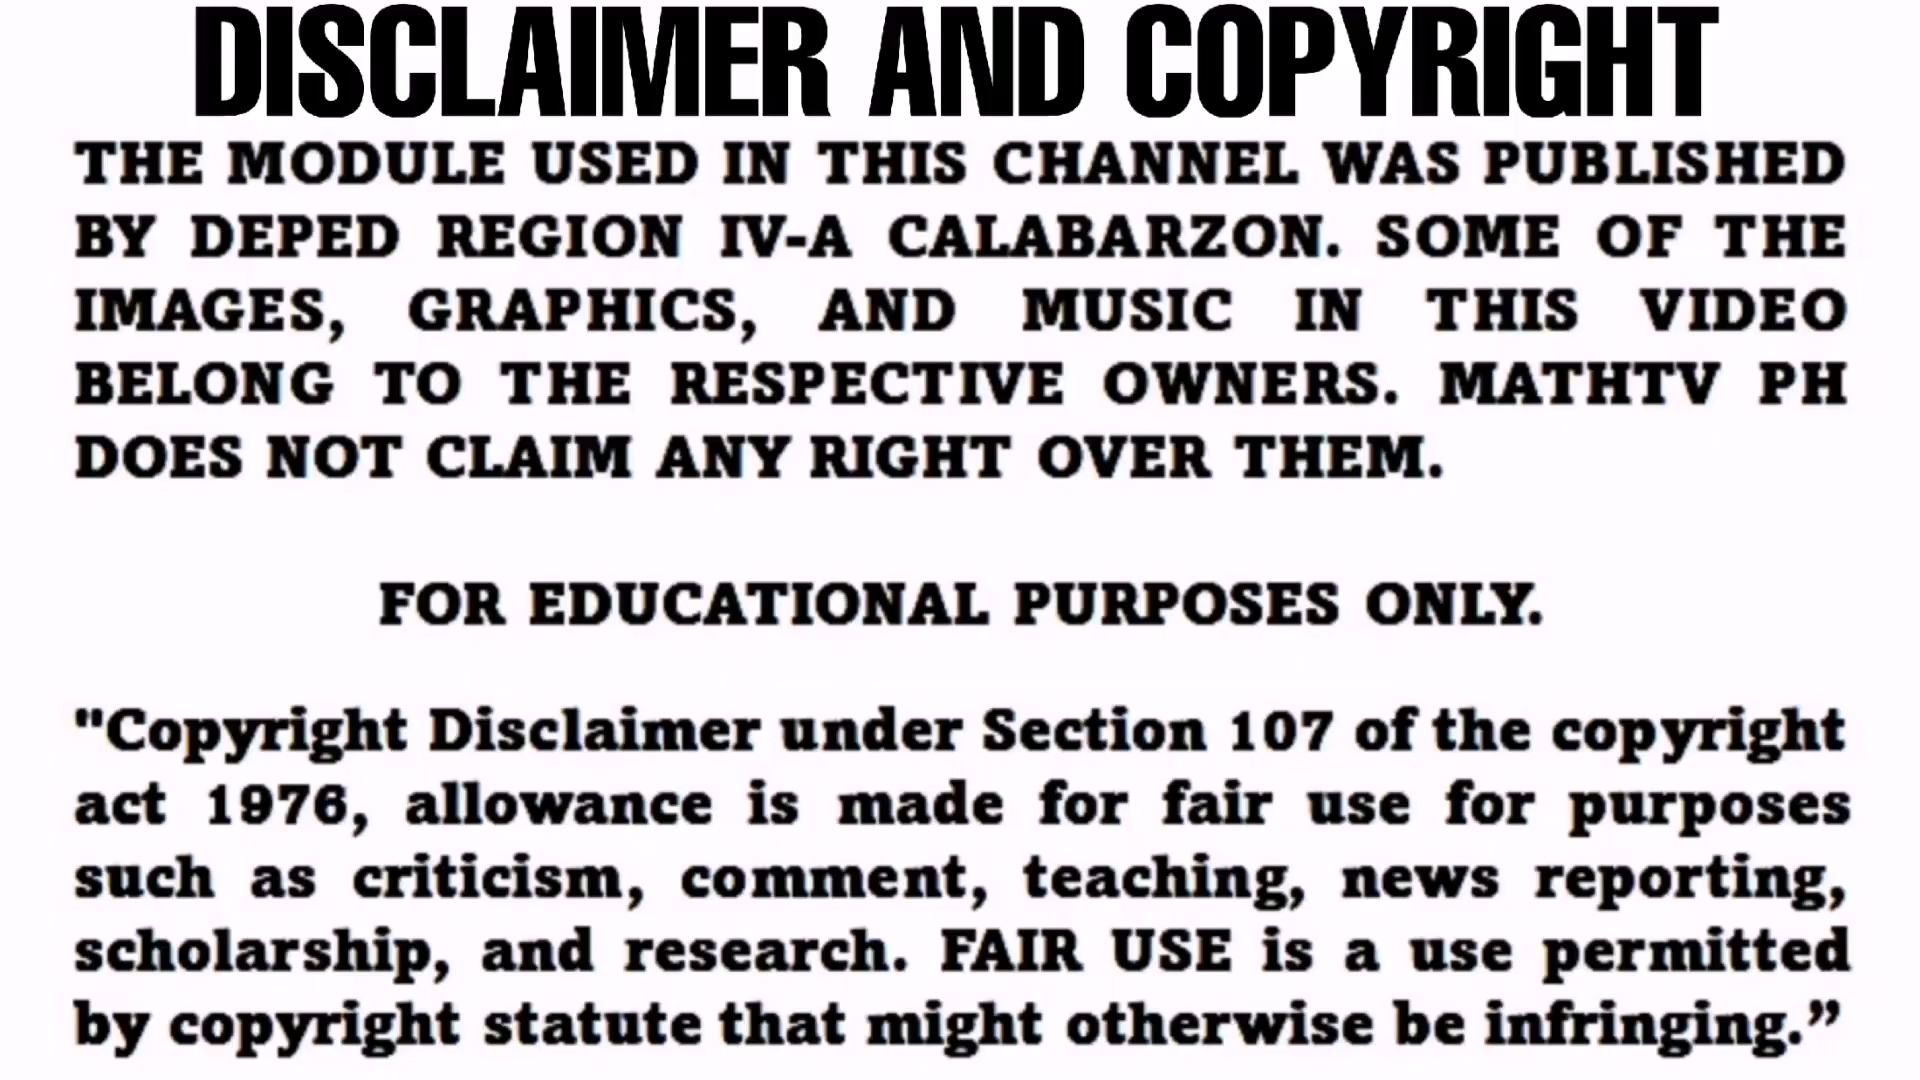 DISCLAIMER AND COPYRIGHT
THE MODULE USED IN THIS CHANNEL WAS PUBLISHED
BY DEPED REGION IV-A CALABARZON. SOME OF THE
IMAGES, GRAPHICS, AND MUSIC IN THIS VIDEO
BELONG TO THE RESPECTIVE OWNERS. MATHTV PH
DOES NOT CLAIM ANY RIGHT OVER THEM.
FOR EDUCATIONAL PURPOSES ONLY.
"Copyright Disclaimer under Section 107 of the copyright
act 1976, allowance is made for fair use for purposes
such as criticism, comment, teaching, news reporting,
scholarship, and research. FAIR USE is a use permitted
by copyright statute that might otherwise be infringing.”